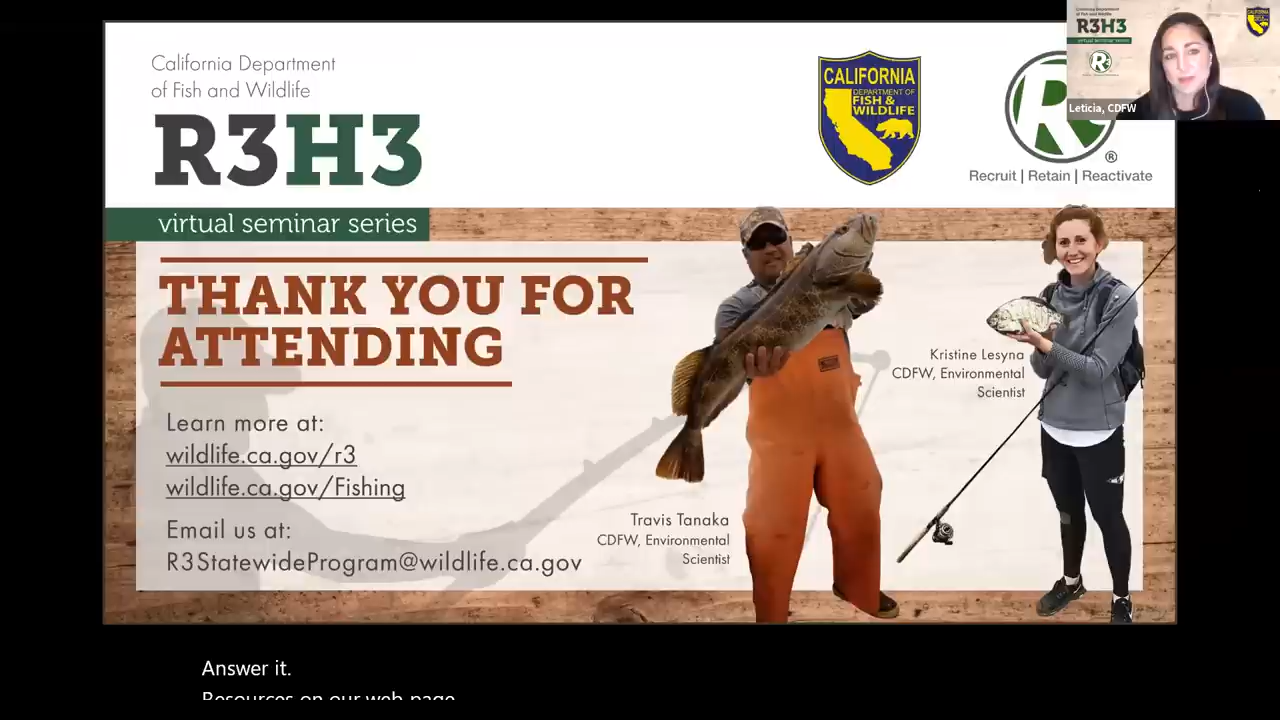 California Department
of Fish and Wildlife
R3H3
virtual seminar series
CALIFORNIA
DEPARTMENT OF
FISH &
WILDLIFE
R
®
Recruit | Retain | Reactivate
R3H3
virtual seminar series
Leticia, CDFW
THANK YOU FOR
ATTENDING
Learn more at:
wildlife.ca.gov/r3
wildlife.ca.gov/Fishing
Email us at:
R3StatewideProgram@wildlife.ca.gov
Travis Tanaka
CDFW, Environmental
Scientist
Kristine Lesyna
CDFW, Environmental
Scientist
Answer it.
Resources on our web page